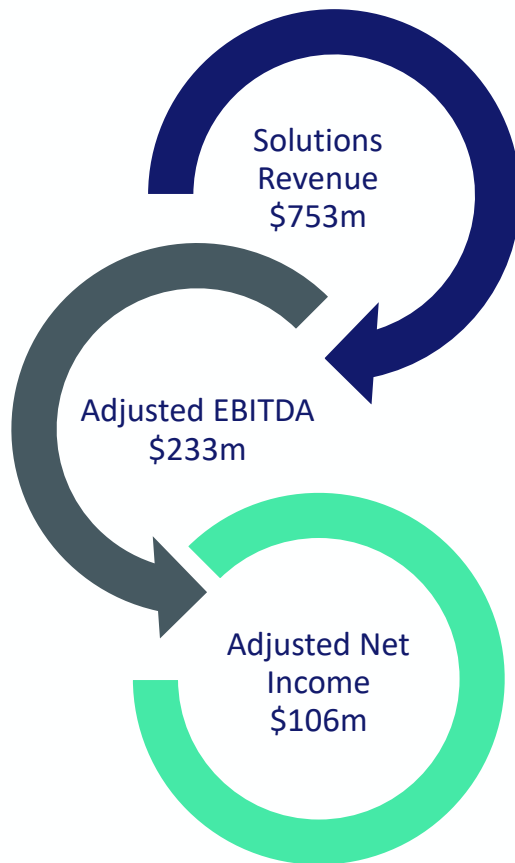 Solutions
Revenue
$753m
Adjusted EBITDA
$233m
Adjusted Net
Income
$106m